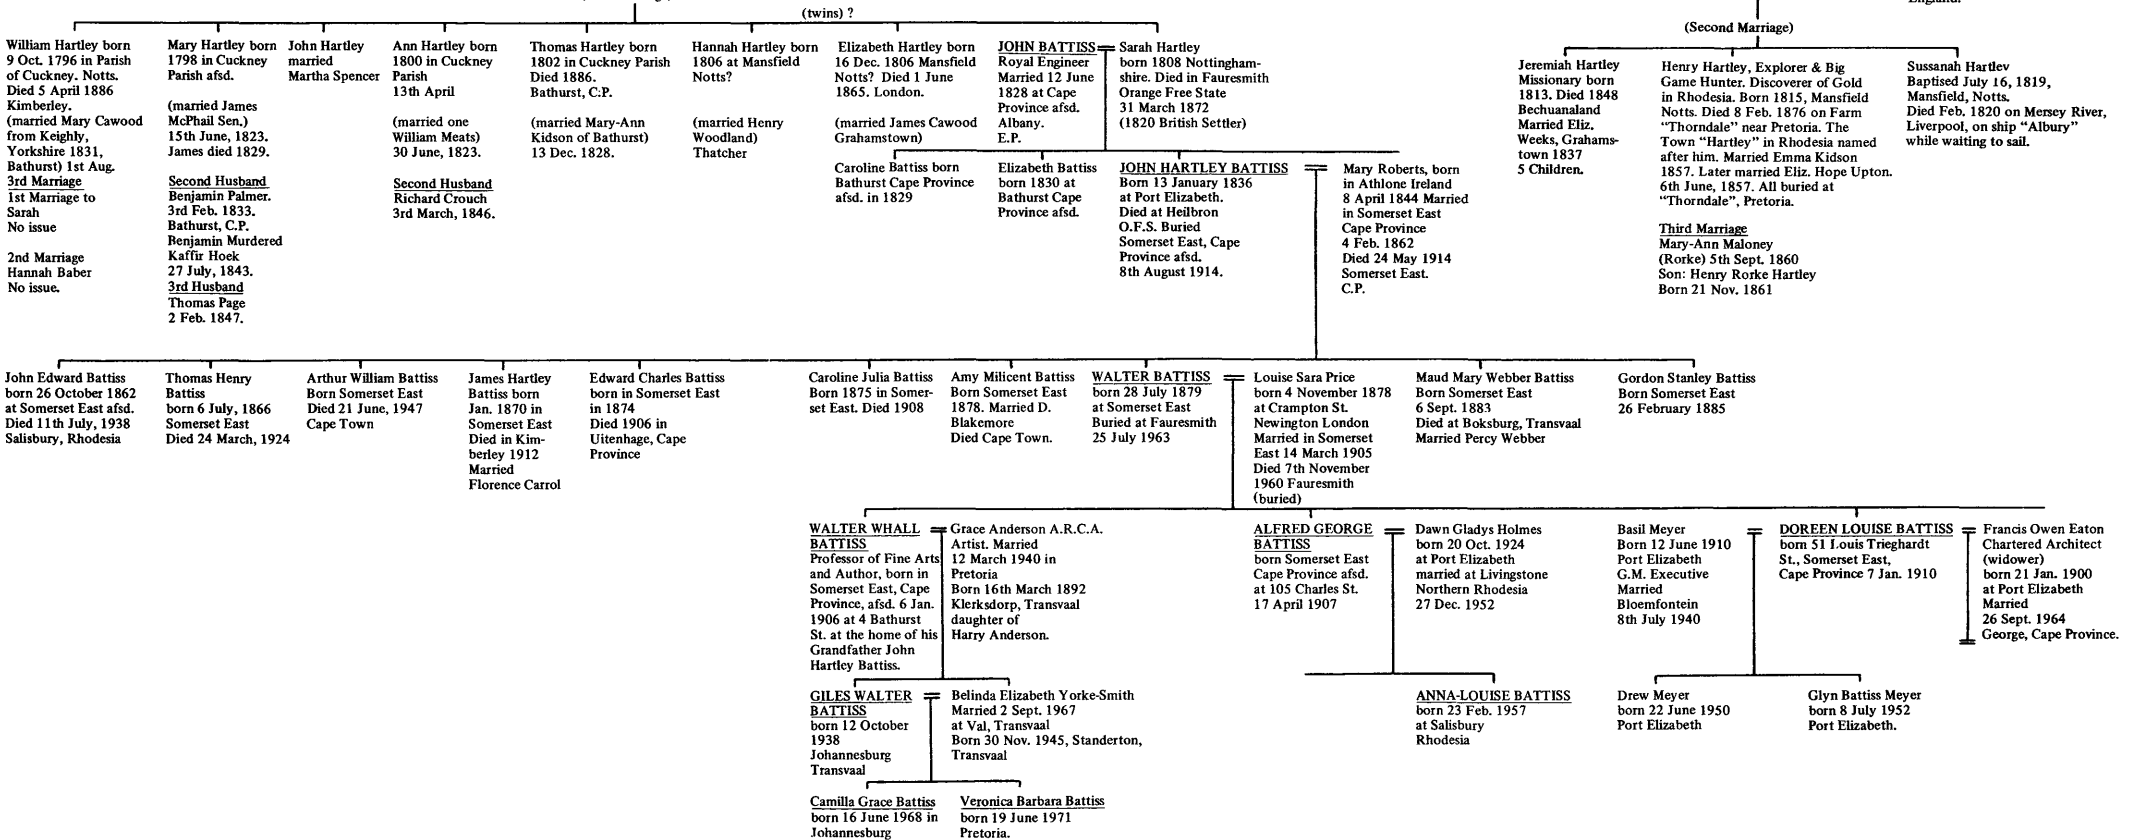 (twins) ?
England.
(Second Marriage)
William Hartley born
9 Oct. 1796 in Parish
of Cuckney. Notts.
Died 5 April 1886
Kimberley.
(married Mary Cawood
from Keighly,
Yorkshire 1831,
Bathurst) 1st Aug.
3rd Marriage
1st Marriage to
Sarah
No issue
2nd Marriage
Hannah Baber
No issue.
Mary Hartley born
1798 in Cuckney
Parish afsd.
(married James
McPhail Sen.)
15th June, 1823.
James died 1829.
Second Husband
Benjamin Palmer.
3rd Feb. 1833.
Bathurst, C.P.
Benjamin Murdered
Kaffir Hoek
27 July, 1843.
3rd Husband
Thomas Page
2 Feb. 1847.
John Hartley
married
Martha Spencer
Ann Hartley born
1800 in Cuckney
Parish
13th April
(married one
William Meats)
30 June, 1823.
Second Husband
Richard Crouch
3rd March, 1846.
Thomas Hartley born
1802 in Cuckney Parish
Died 1886.
Bathurst, C.P.
(married Mary-Ann
Kidson of Bathurst)
13 Dec. 1828.
Hannah Hartley born
1806 at Mansfield
Notts?
(married Henry
Woodland)
Thatcher
Elizabeth Hartley born
16 Dec. 1806 Mansfield
Notts? Died 1 June
1865. London.
(married James Cawood
Grahamstown)
JOHN BATTISS
Royal Engineer
Married 12 June
1828 at Cape
Province afsd.
Albany.
E.P.
Sarah Hartley
born 1808 Nottingham-
shire. Died in Fauresmith
Orange Free State
31 March 1872
(1820 British Settler)
Jeremiah Hartley
Missionary born
1813. Died 1848
Bechuanaland
Married Eliz.
Weeks, Grahams-
town 1837
5 Children.
Henry Hartley, Explorer & Big
Game Hunter. Discoverer of Gold
in Rhodesia. Born 1815, Mansfield
Notts. Died 8 Feb. 1876 on Farm
"Thorndale" near Pretoria. The
Town "Hartley" in Rhodesia named
after him. Married Emma Kidson
1857. Later married Eliz. Hope Upton.
6th June, 1857. All buried at
"Thorndale", Pretoria.
Third Marriage
Mary-Ann Maloney
(Rorke) 5th Sept. 1860
Son: Henry Rorke Hartley
Born 21 Nov. 1861
Sussanah Hartley
Baptised July 16, 1819,
Mansfield, Notts.
Died Feb. 1820 on Mersey River,
Liverpool, on ship "Albury"
while waiting to sail.
Caroline Battiss born
Bathurst Cape Province
afsd. in 1829
Elizabeth Battiss
born 1830 at
Bathurst Cape
Province afsd.
JOHN HARTLEY BATTISS
Born 13 January 1836
at Port Elizabeth.
Died at Heilbron
O.F.S. Buried
Somerset East, Cape
Province afsd.
8th August 1914.
Mary Roberts, born
in Athlone Ireland
8 April 1844 Married
in Somerset East
Cape Province
4 Feb. 1862
Died 24 May 1914
Somerset East.
C.P.
John Edward Battiss
born 26 October 1862
at Somerset East afsd.
Died 11th July, 1938
Salisbury, Rhodesia
Thomas Henry
Battiss
born 6 July, 1866
Somerset East
Died 24 March, 1924
Arthur William Battiss
Born Somerset East
Died 21 June, 1947
Cape Town
James Hartley
Battiss born
Jan. 1870 in
Somerset East
Died in Kim-
berley 1912
Married
Florence Carrol
Edward Charles Battiss
born in Somerset East
in 1874
Died 1906 in
Uitenhage, Cape
Province
Caroline Julia Battiss
Born 1875 in Somer-
set East. Died 1908
Amy Milicent Battiss
Born Somerset East
1878. Married D.
Blakemore
Died Cape Town.
WALTER BATTISS
born 28 July 1879
at Somerset East
Buried at Fauresmith
25 July 1963
Louise Sara Price
born 4 November 1878
at Crampton St.
Newington London
Married in Somerset
East 14 March 1905
Died 7th November
1960 Fauresmith
(buried)
Maud Mary Webber Battiss
Born Somerset East
6 Sept. 1883
Died at Boksburg, Transvaal
Married Percy Webber
Gordon Stanley Battiss
Born Somerset East
26 February 1885
WALTER WHALL
BATTISS
Professor of Fine Arts
and Author, born in
Somerset East, Cape
Province, afsd. 6 Jan.
1906 at 4 Bathurst
St. at the home of his
Grandfather John
Hartley Battiss.
Grace Anderson A.R.C.A.
Artist. Married
12 March 1940 in
Pretoria
Born 16th March 1892
Klerksdorp, Transvaal
daughter of
Harry Anderson.
ALFRED GEORGE
BATTISS
born Somerset East
Cape Province afsd.
at 105 Charles St.
17 April 1907
Dawn Gladys Holmes
born 20 Oct. 1924
at Port Elizabeth
married at Livingstone
Northern Rhodesia
27 Dec. 1952
Basil Meyer
Born 12 June 1910
Port Elizabeth
G.M. Executive
Married
Bloemfontein
8th July 1940
DOREEN LOUISE BATTISS
born 51 Louis Trieghardt
St., Somerset East,
Cape Province 7 Jan. 1910
Francis Owen Eaton
Chartered Architect
(widower)
born 21 Jan. 1900
at Port Elizabeth
Married
26 Sept. 1964
George, Cape Province.
GILES WALTER
BATTISS
born 12 October
1938
Johannesburg
Transvaal
Belinda Elizabeth Yorke-Smith
Married 2 Sept. 1967
at Val, Transvaal
Born 30 Nov. 1945, Standerton,
Transvaal
ANNA-LOUISE BATTISS
born 23 Feb. 1957
at Salisbury
Rhodesia
Drew Meyer
born 22 June 1950
Port Elizabeth
Glyn Battiss Meyer
born 8 July 1952
Port Elizabeth.
Camilla Grace Battiss
born 16 June 1968 in
Johannesburg
Veronica Barbara Battiss
born 19 June 1971
Pretoria.